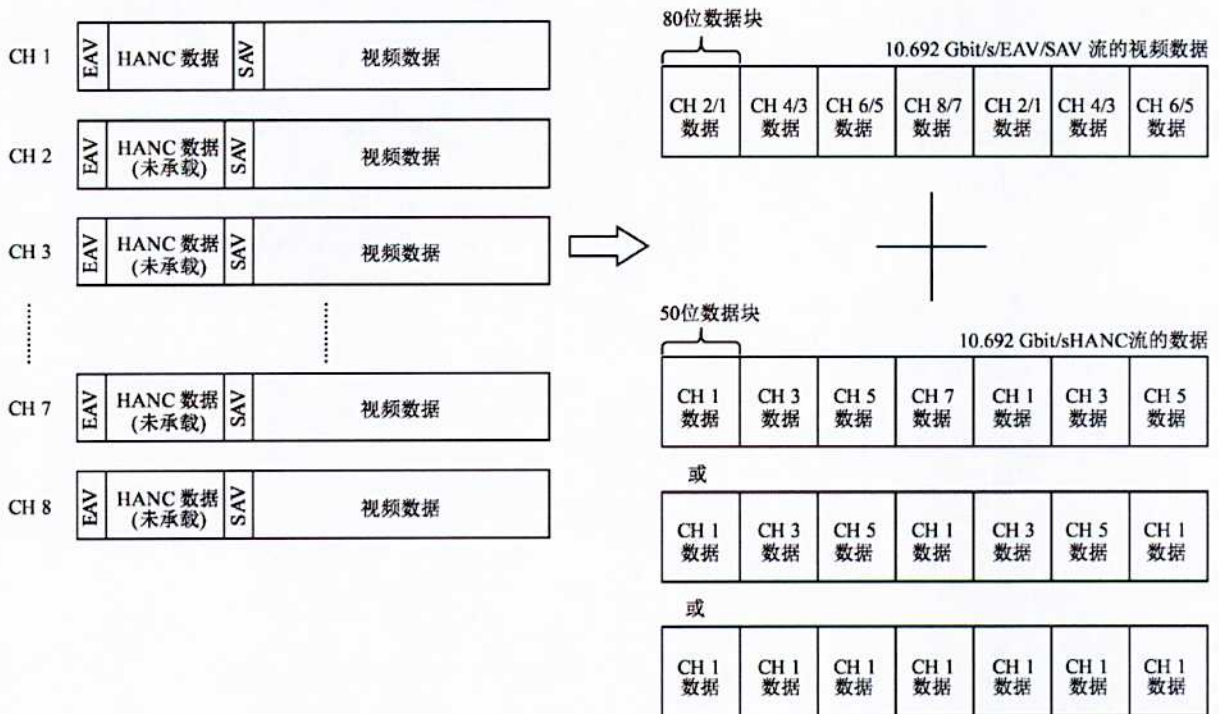 CH 1
EAV
HANC 数据
SAV
视频数据
CH 2
EAV
HANC 数据
(未承载)
SAV
视频数据
CH 3
EAV
HANC 数据
(未承载)
SAV
视频数据
CH 7
EAV
HANC 数据
(未承载)
SAV
视频数据
CH 8
EAV
HANC 数据
(未承载)
SAV
视频数据
80位数据块
10.692 Gbit/s/EAV/SAV 流的视频数据
CH 2/1
数据
CH 4/3
数据
CH 6/5
数据
CH 8/7
数据
CH 2/1
数据
CH 4/3
数据
CH 6/5
数据
50位数据块
10.692 Gbit/sHANC流的数据
CH 1
数据
CH 3
数据
CH 5
数据
CH 7
数据
CH 1
数据
CH 3
数据
CH 5
数据
或
CH 1
数据
CH 3
数据
CH 5
数据
CH 1
数据
CH 3
数据
CH 5
数据
CH 1
数据
或
CH 1
数据
CH 1
数据
CH 1
数据
CH 1
数据
CH 1
数据
CH 1
数据
CH 1
数据